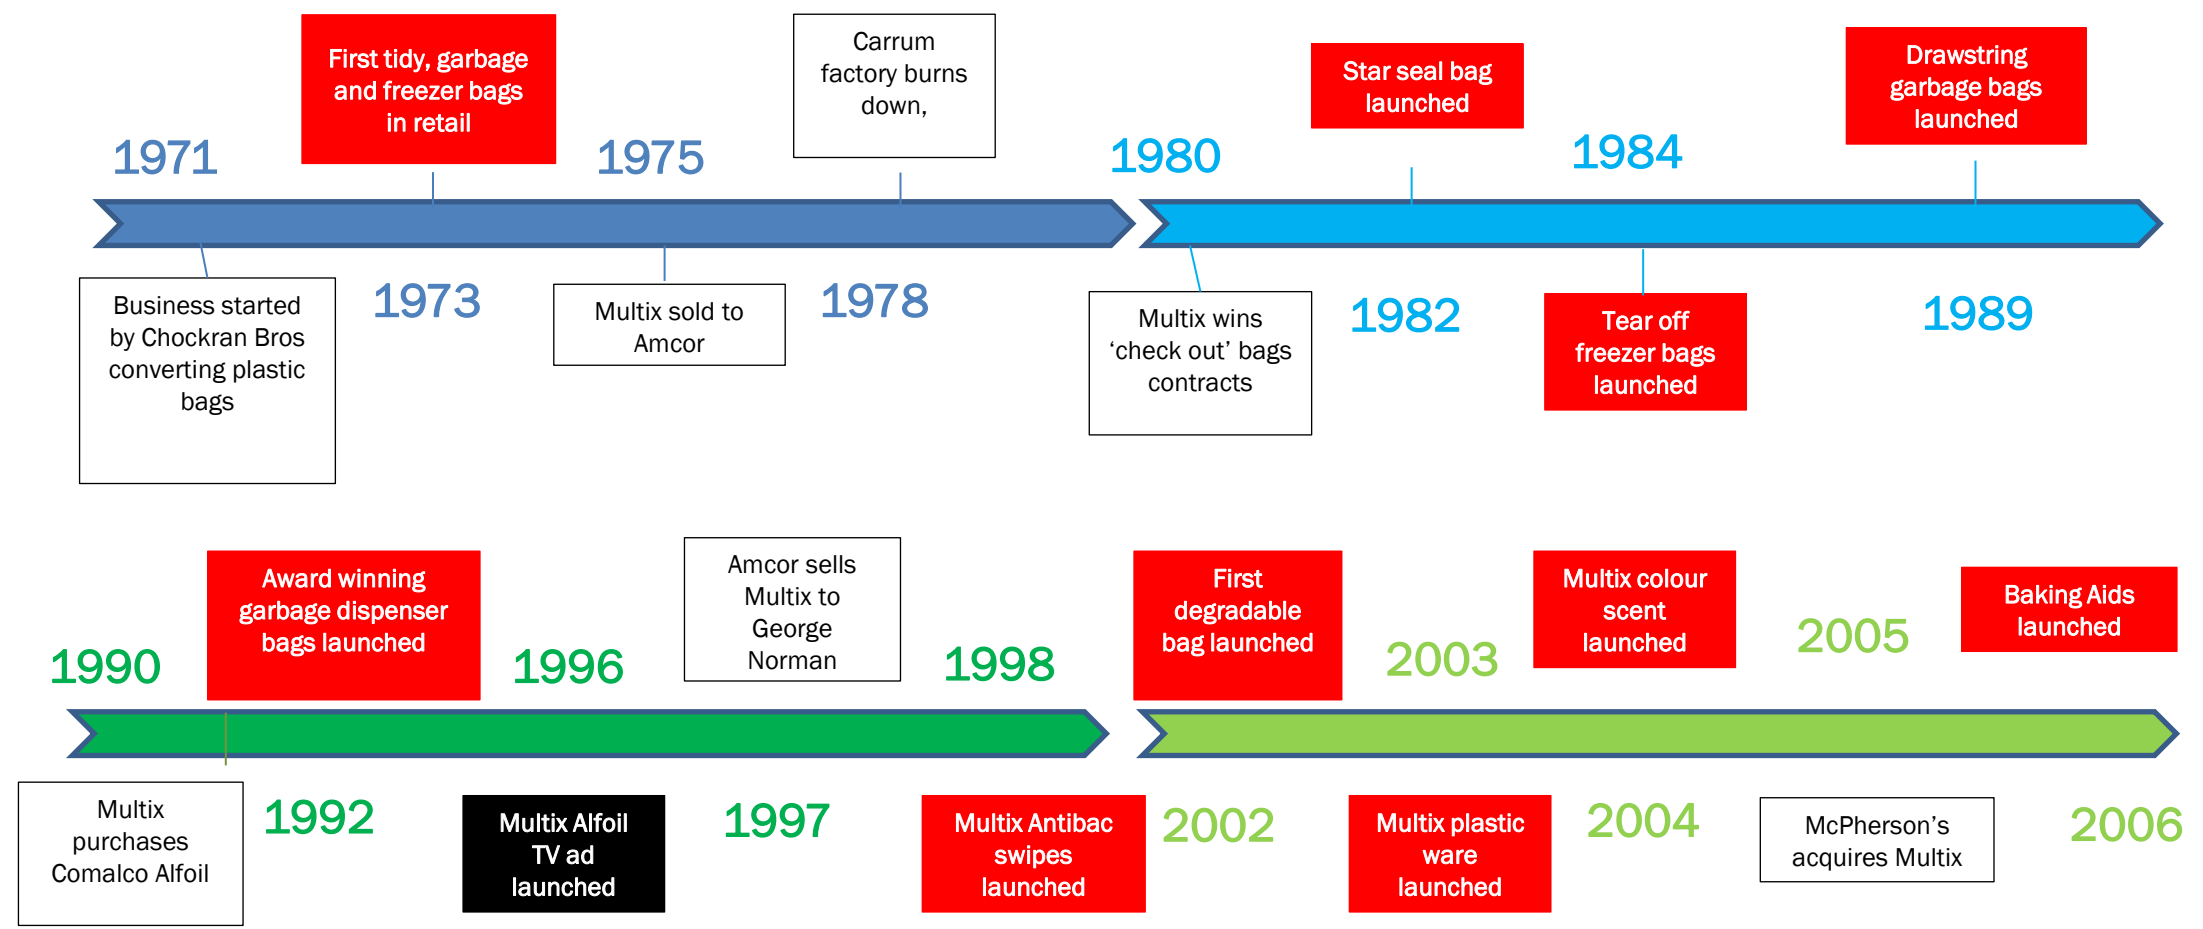 1971
Business started
by Chockran Bros
converting plastic
bags
First tidy, garbage
and freezer bags
in retail
1973
1975
Multix sold to
Amcor
Carrum
factory burns
down,
1978
1980
Multix wins
‘check out’ bags
contracts
Star seal bag
launched
1982
1984
Tear off
freezer bags
launched
Drawstring
garbage bags
launched
1989
1990
Multix
purchases
Comalco Alfoil
Award winning
garbage dispenser
bags launched
1992
1996
Multix Alfoil
TV ad
launched
Amcor sells
Multix to
George
Norman
1997
1998
Multix Antibac
swipes
launched
First
degradable
bag launched
2002
2003
Multix plastic
ware
launched
Multix colour
scent
launched
2004
2005
McPherson’s
acquires Multix
Baking Aids
launched
2006